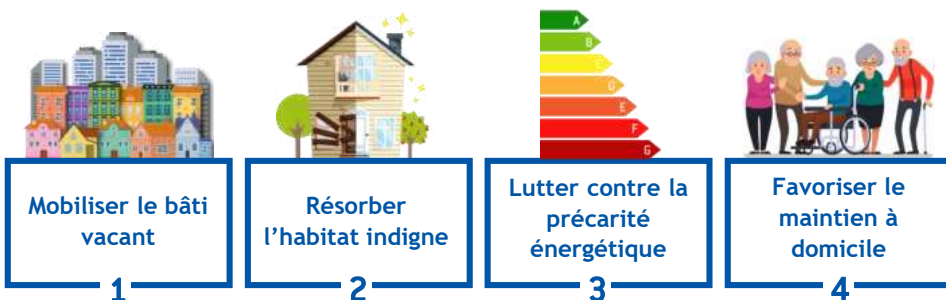 A
B
C
D
E
F
G
Mobiliser le bâti
vacant
1
Résorber
l’habitat indigne
2
Lutter contre la
précarité
énergétique
3
Favoriser le
maintien à
domicile
4